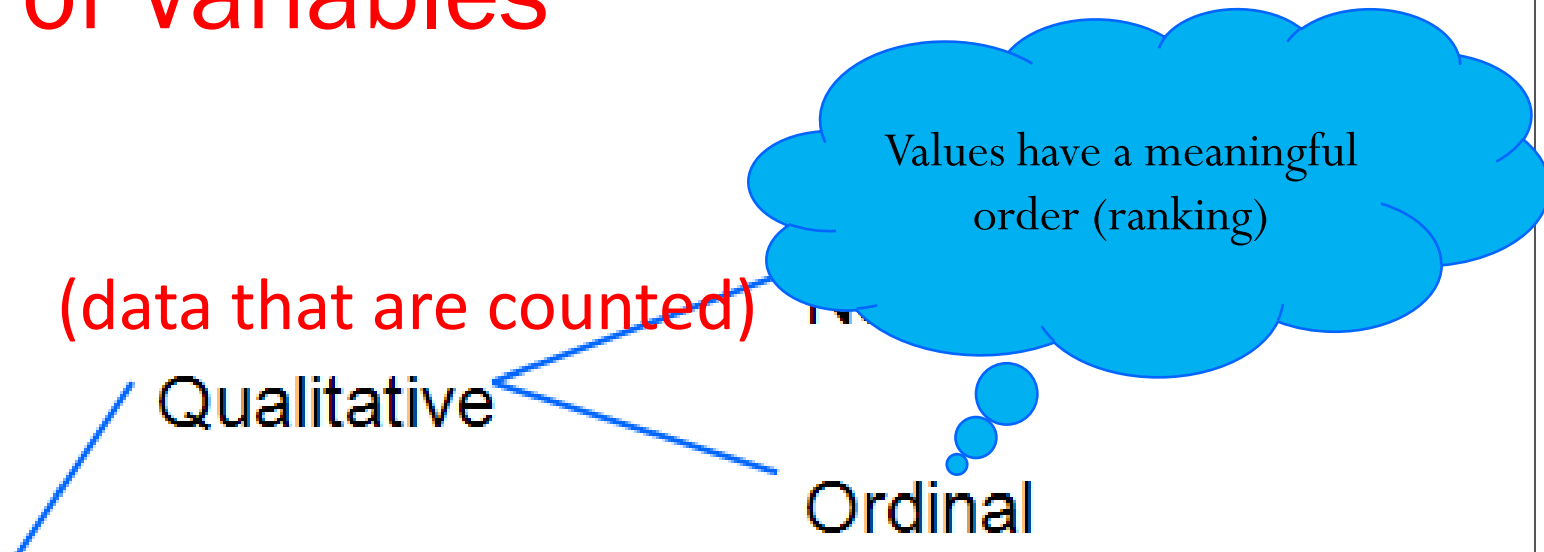 of Variables
Values have a meaningful
order (ranking)
(data that are counted)
Qualitative
Ordinal